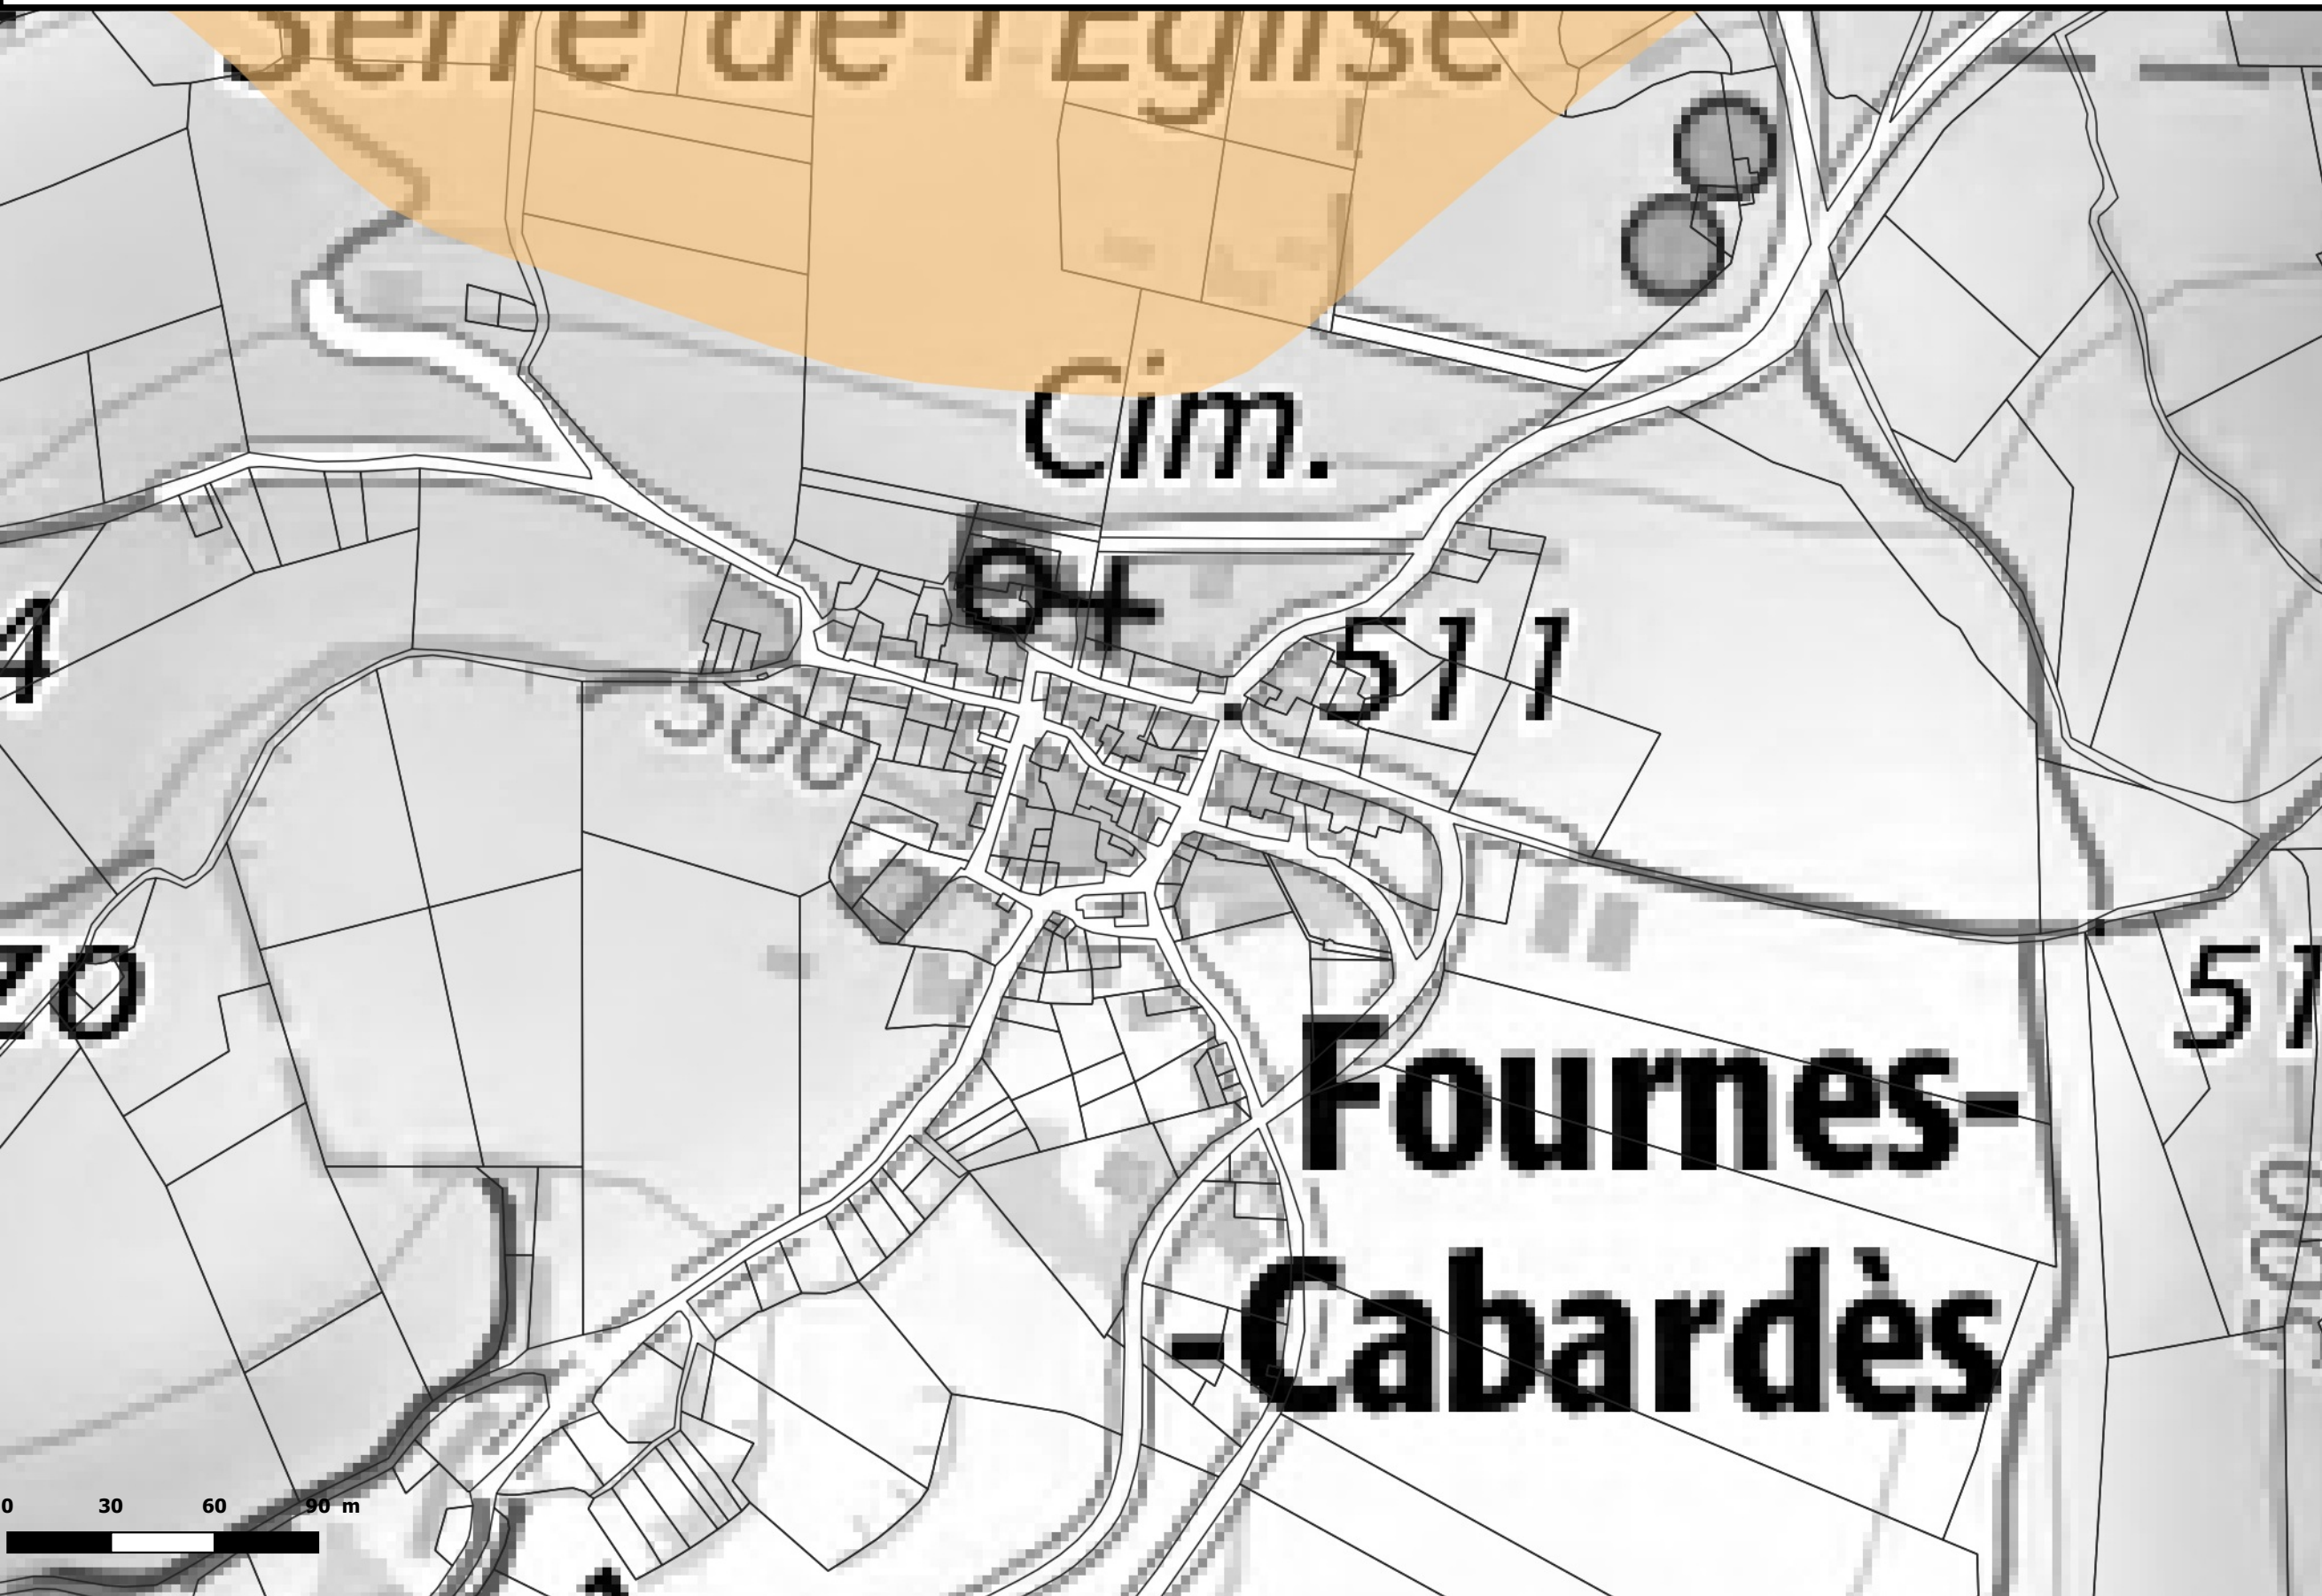 Serre de l'Église
Cim.
511
500
Fournes-
-Cabardès
0 30 60 90 m